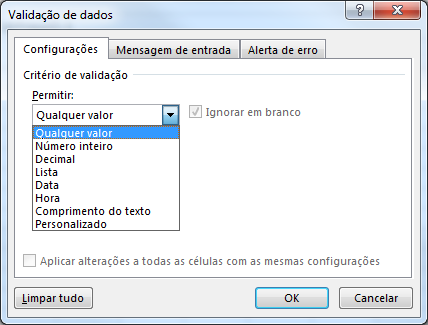 Validação de dados
Configurações Mensagem de entrada Alerta de erro
Critério de validação
Permitir:
Qualquer valor Ignorar em branco
Qualquer valor
Número inteiro
Decimal
Lista
Data
Hora
Comprimento do texto
Personalizado
Aplicar alterações a todas as células com as mesmas configurações
Limpar tudo OK Cancelar